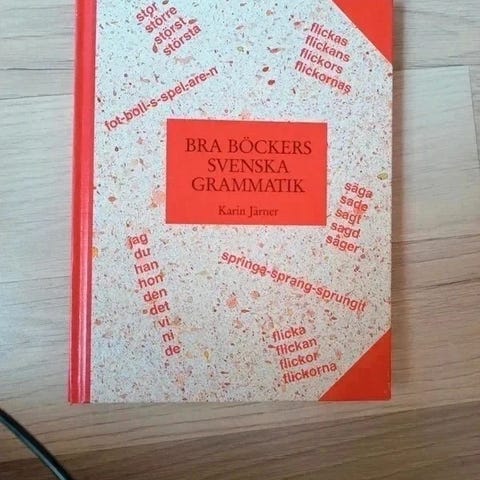 stor
större
störst
största
flickas
flickans
flickors
flickornas
fot-boll-s-spel-are-n
BRA BÖCKERS
SVENSKA
GRAMMATIK
Karin Järner
säga
sade
sagt
sagd
säger
jag
du
han
hon
den
det
vi
ni
de
springa-sprang-sprungit
flicka
flickan
flickor
flickorna